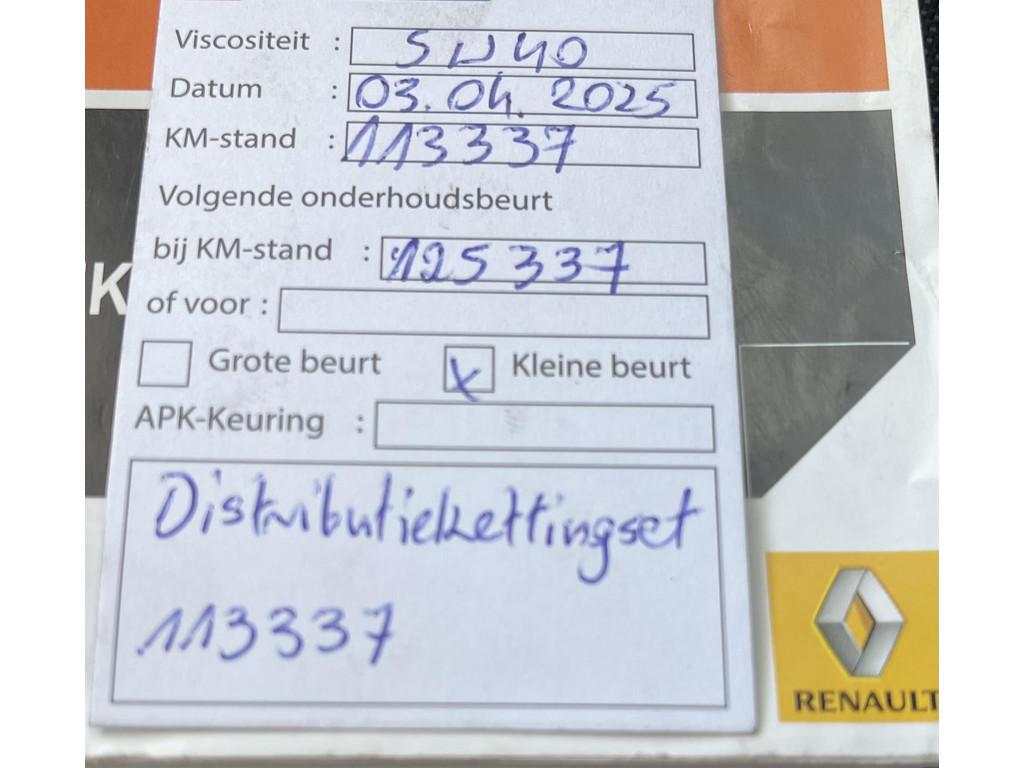 Viscositeit : 5W40
Datum : 03.04.2025
KM-stand : 113337
Volgende onderhoudsbeurt
bij KM-stand : 125337
of voor :
Grote beurt x Kleine beurt
APK-Keuring :
Distributiekettingset
113337
K
RENAULT